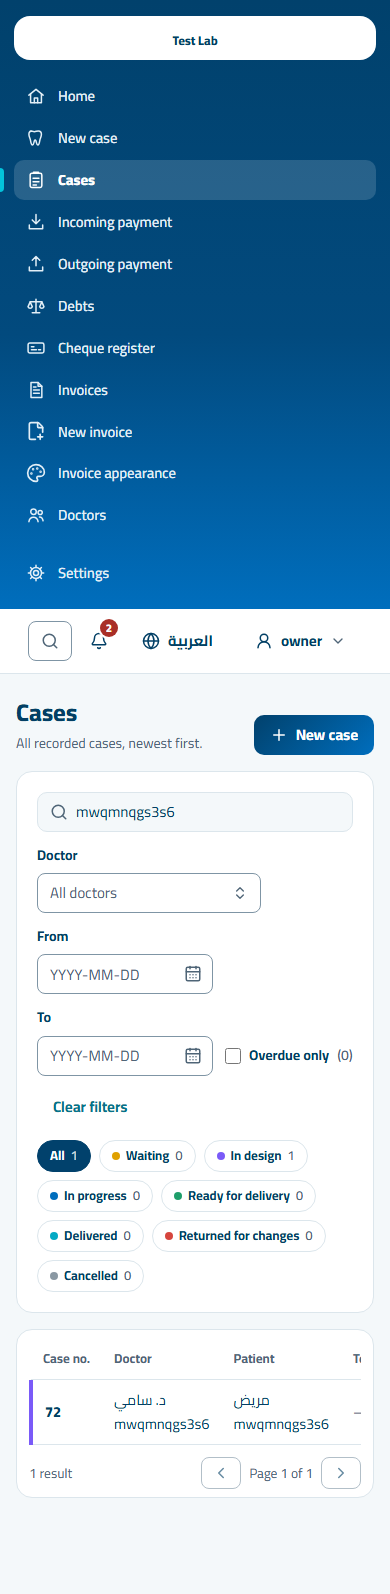 Test Lab
Home
New case
Cases
Incoming payment
Outgoing payment
Debts
Cheque register
Invoices
New invoice
Invoice appearance
Doctors
Settings
2
العربية
owner
Cases
All recorded cases, newest first.
New case
mwqmnqgs3s6
Doctor
All doctors
From
YYYY-MM-DD
To
YYYY-MM-DD
Overdue only (0)
Clear filters
All 1
Waiting 0
In design 1
In progress 0
Ready for delivery 0
Delivered 0
Returned for changes 0
Cancelled 0
Case no. Doctor Patient
72
د. سامي
mwqmnqgs3s6
مريض
mwqmnqgs3s6
1 result
Page 1 of 1